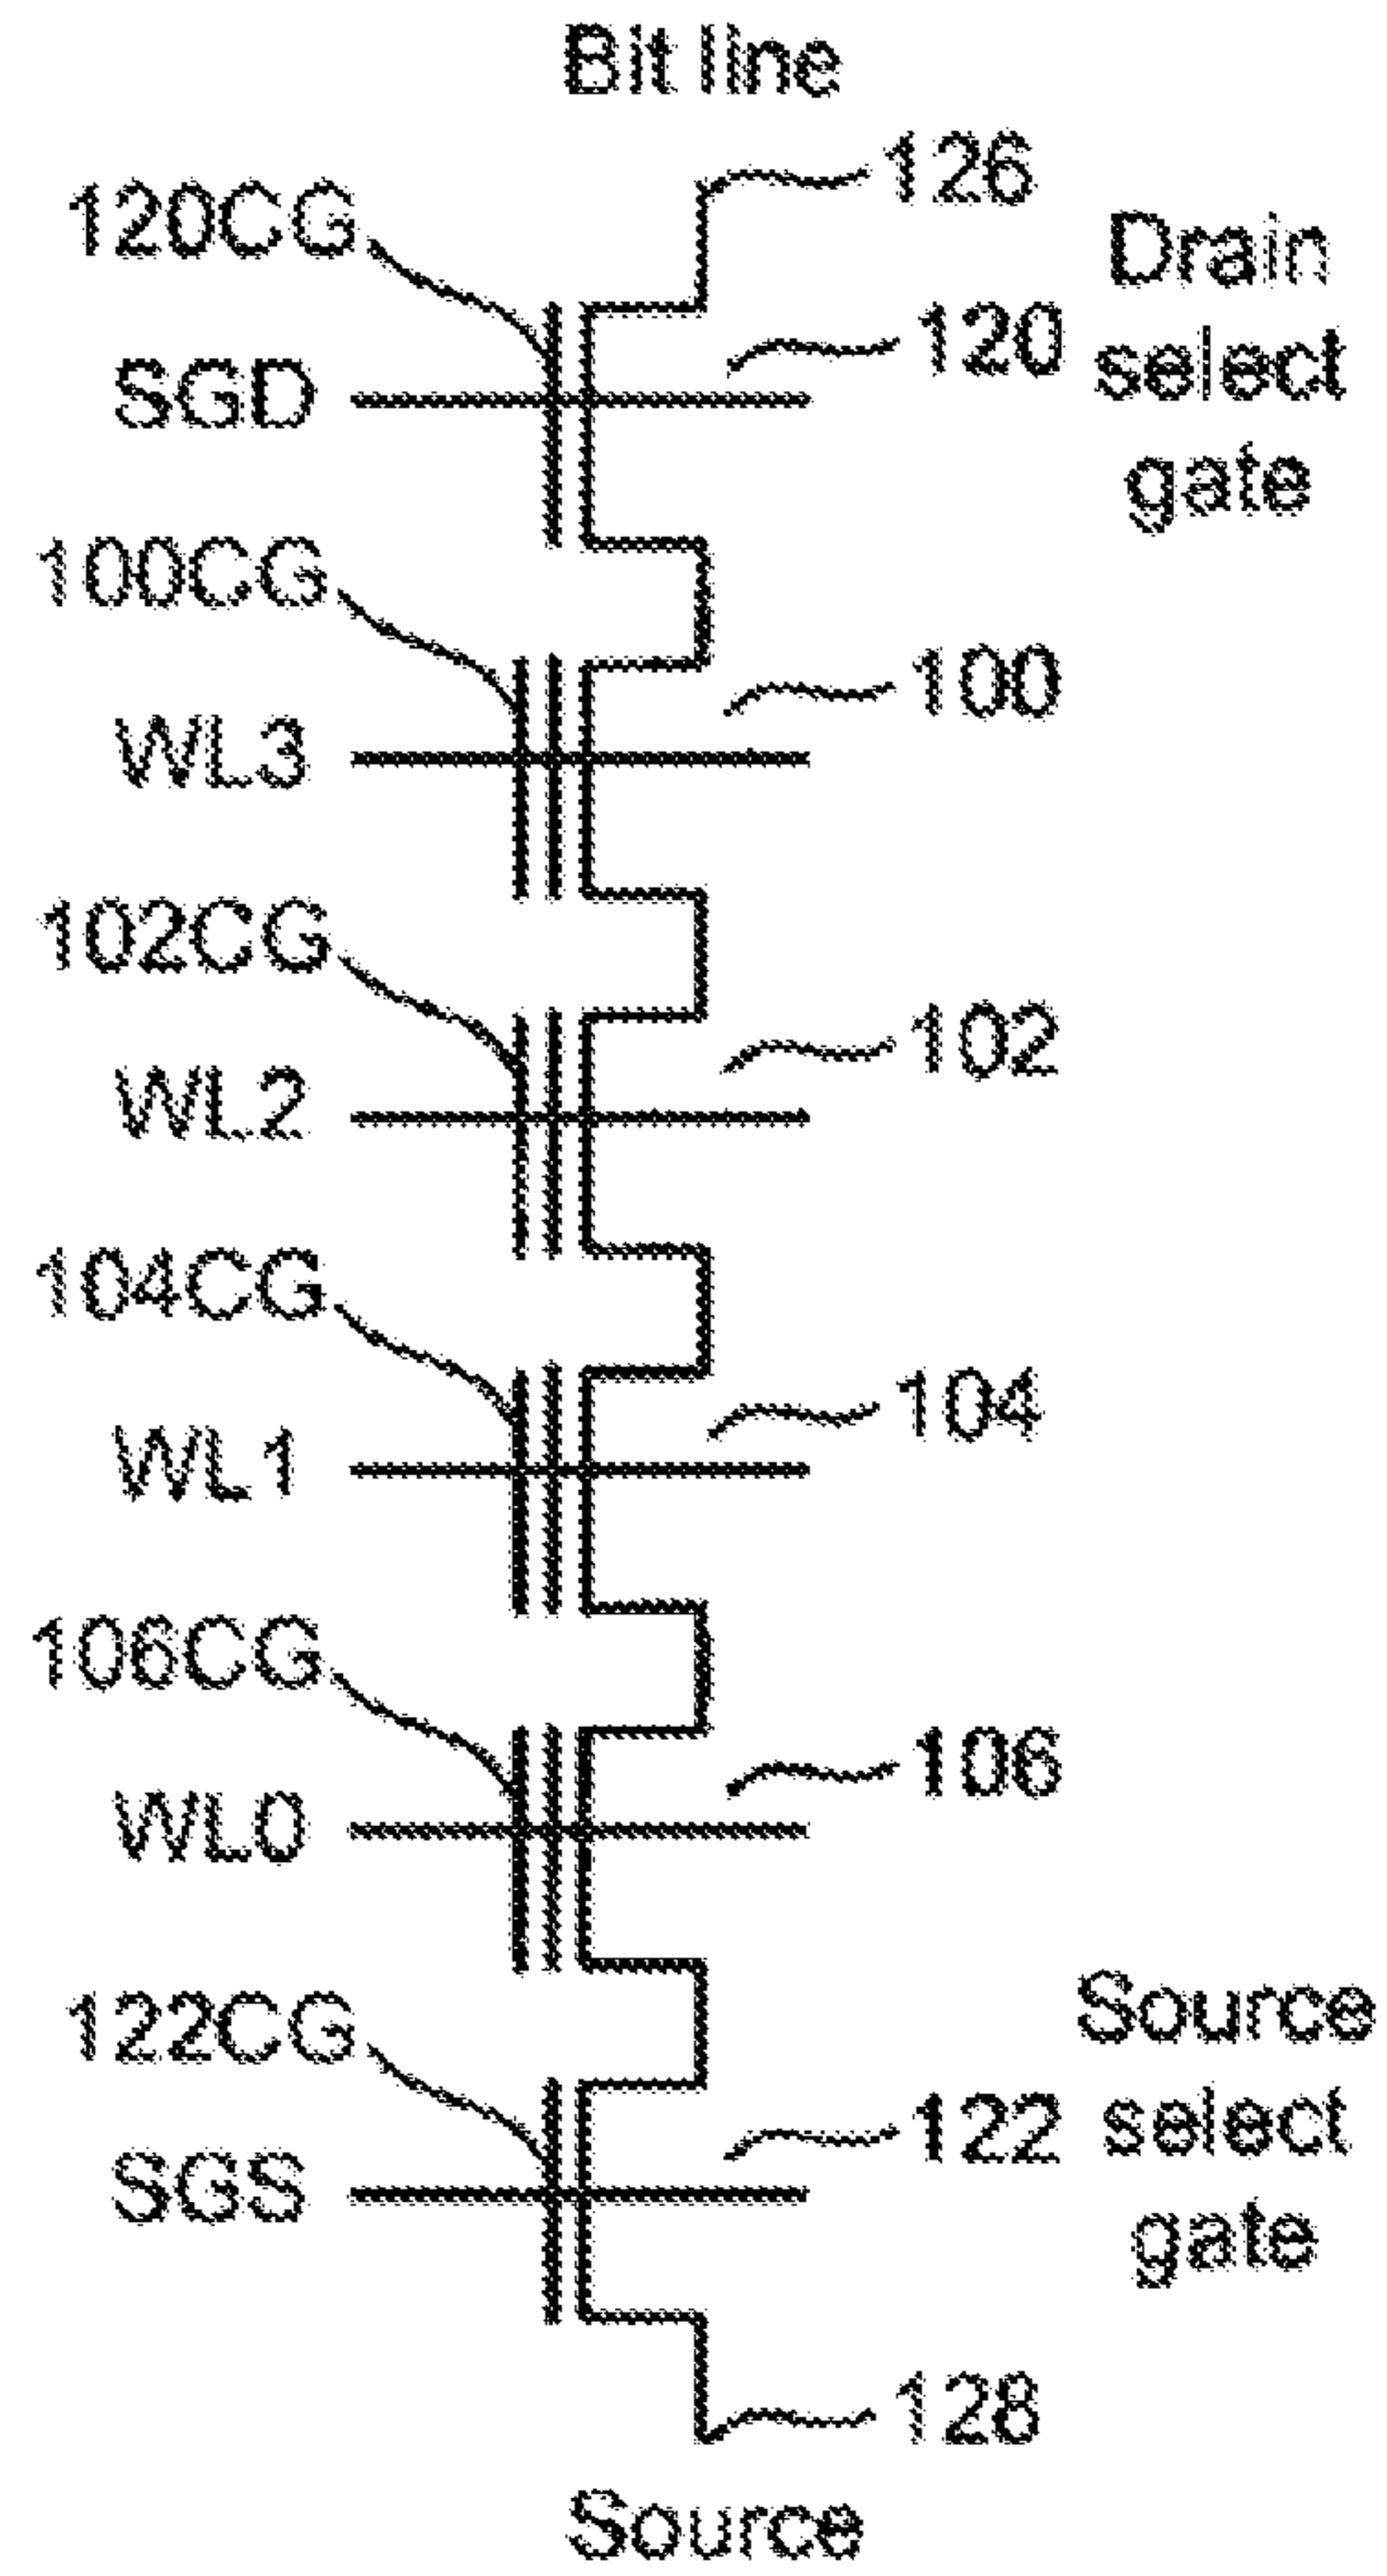 Bit line
126
120CG
Drain
select
gate
120
SGD
100CG
100
WL3
102CG
102
WL2
104CG
104
WL1
106CG
106
WL0
122CG
Source
select
gate
122
SGS
128
Source